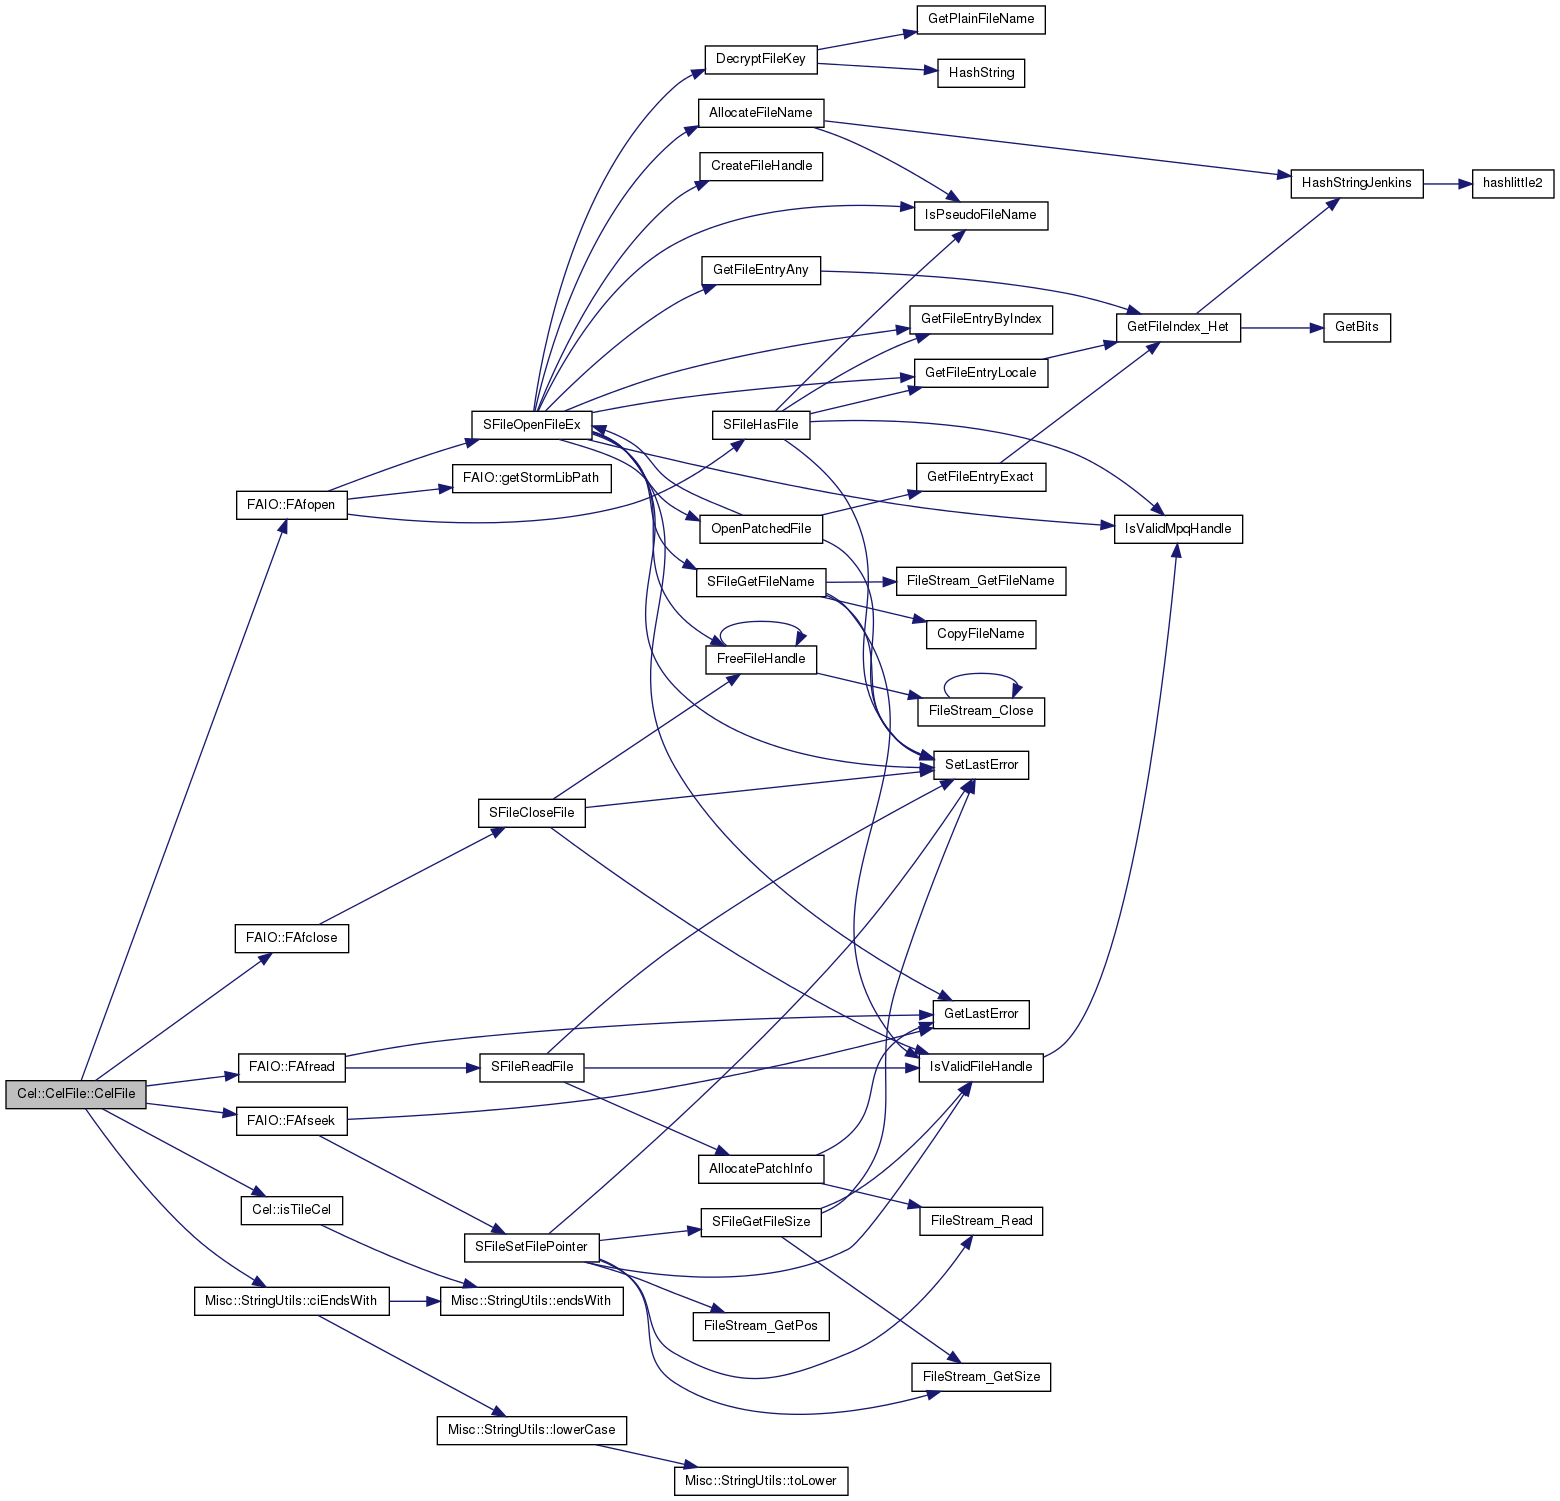 GetPlainFileName
DecryptFileKey
HashString
AllocateFileName
CreateFileHandle
HashStringJenkins
hashlittle2
IsPseudoFileName
GetFileEntryAny
GetFileEntryByIndex
GetFileIndex_Het
GetBits
GetFileEntryLocale
SFileOpenFileEx
SFileHasFile
FAIO::getStormLibPath
GetFileEntryExact
FAIO::FAfopen
OpenPatchedFile
IsValidMpqHandle
SFileGetFileName
FileStream_GetFileName
CopyFileName
FreeFileHandle
FileStream_Close
SetLastError
SFileCloseFile
FAIO::FAfclose
GetLastError
FAIO::FAfread
SFileReadFile
IsValidFileHandle
Cel::CelFile::CelFile
FAIO::FAfseek
AllocatePatchInfo
Cel::isTileCel
SFileGetFileSize
FileStream_Read
SFileSetFilePointer
Misc::StringUtils::ciEndsWith
Misc::StringUtils::endsWith
FileStream_GetPos
FileStream_GetSize
Misc::StringUtils::lowerCase
Misc::StringUtils::toLower